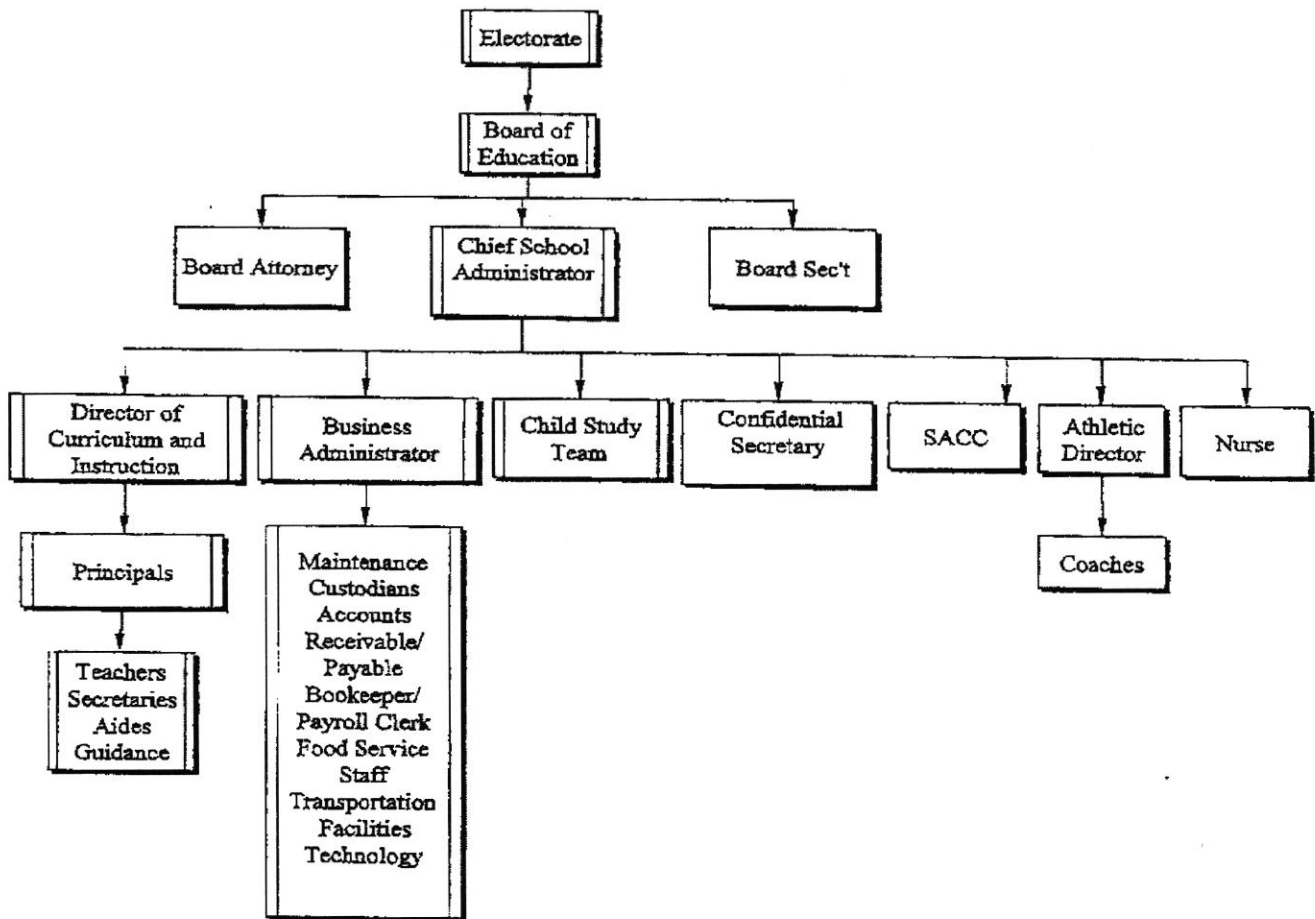 Electorate
Board of
Education
Board Attorney
Chief School
Administrator
Board Sec't
Director of
Curriculum and
Instruction
Business
Administrator
Child Study
Team
Confidential
Secretary
SACC
Athletic
Director
Nurse
Principals
Maintenance
Custodians
Accounts
Receivable/
Payable
Bookeeper/
Payroll Clerk
Food Service
Staff
Transportation
Facilities
Technology
Coaches
Teachers
Secretaries
Aides
Guidance